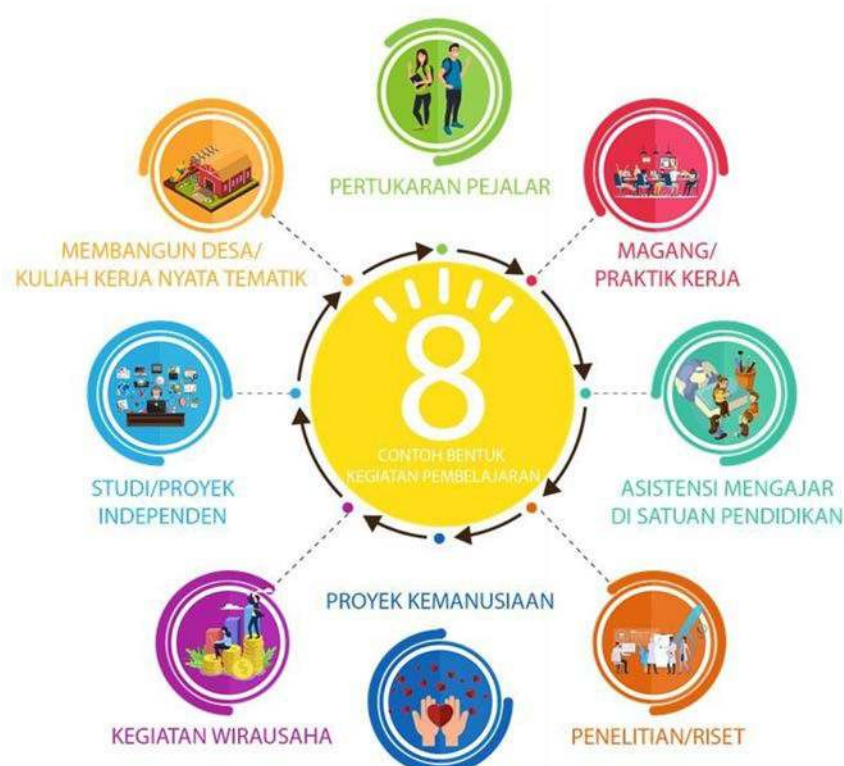 PERTUKARAN PEJALAR
MAGANG/
PRAKTIK KERJA
ASISTENSI MENGAJAR
DI SATUAN PENDIDIKAN
PENELITIAN/RISET
PROYEK KEMANUSIAAN
KEGIATAN WIRAUSAHA
STUDI/PROYEK
INDEPENDEN
MEMBANGUN DESA/
KULIAH KERJA NYATA TEMATIK
8
CONTOH BENTUK
KEGIATAN PEMBELAJARAN